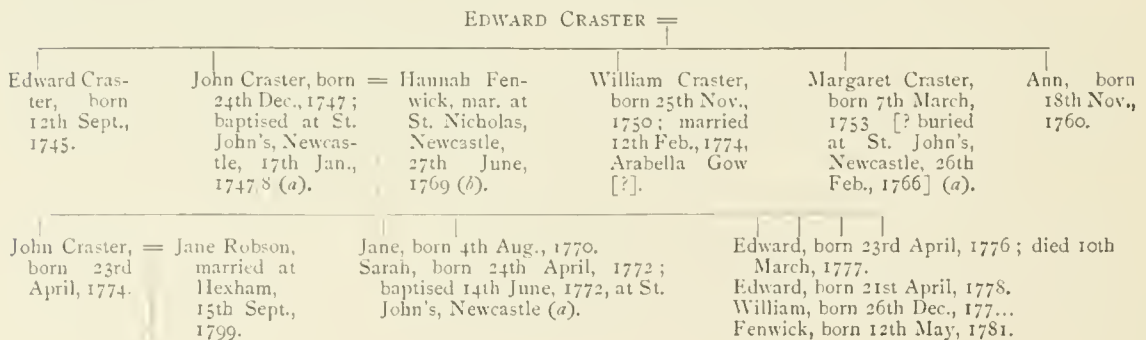 EDWARD CRASTER =
Edward Cras-
ter, born
12th Sept.,
1745.
John Craster, born
24th Dec., 1747;
baptised at St.
John's, Newcas-
tle, 17th Jan.,
1747/8 (a).
= Hannah Fen-
wick, mar. at
St. Nicholas,
Newcastle,
27th June,
1769 (b).
William Craster,
born 25th Nov.,
1750; married
12th Feb., 1774,
Arabella Gow
[?].
Margaret Craster,
born 7th March,
1753 [? buried
at St. John's,
Newcastle, 26th
Feb., 1766] (a).
Ann, born
18th Nov.,
1760.
John Craster,
born 23rd
April, 1774.
= Jane Robson,
married at
Hexham,
15th Sept.,
1799.
Jane, born 4th Aug., 1770.
Sarah, born 24th April, 1772;
baptised 14th June, 1772, at St.
John's, Newcastle (a).
Edward, born 23rd April, 1776; died 10th
March, 1777.
Edward, born 21st April, 1778.
William, born 26th Dec., 177...
Fenwick, born 12th May, 1781.